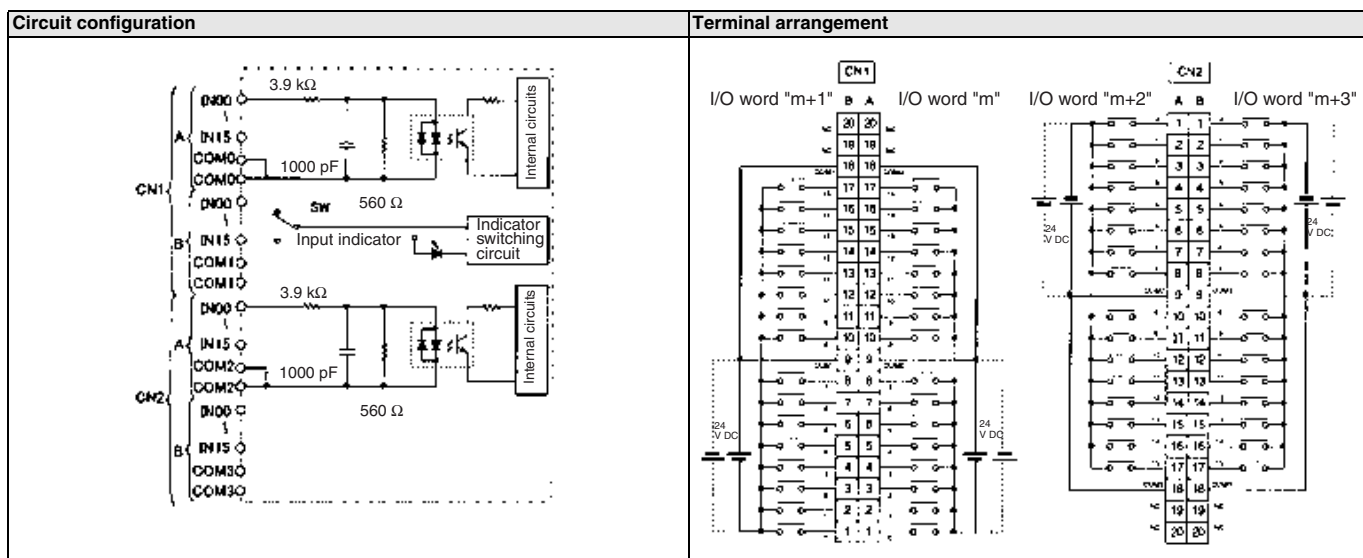 Circuit configuration
3.9 kΩ
IN00
A
IN15
COM0
1000 pF
COM0
Internal circuits
CN1
560 Ω
IN00
SW
B
IN15
Input indicator
Indicator
switching
circuit
COM1
COM1
3.9 kΩ
IN00
A
IN15
COM2
1000 pF
COM2
Internal circuits
CN2
560 Ω
IN00
B
IN15
COM3
COM3
Terminal arrangement
CN1
I/O word "m+1"
B A
I/O word "m"
20 20
19 19
18 18
17 17
16 16
15 15
14 14
13 13
12 12
11 11
10 10
9 9
8 8
7 7
6 6
5 5
4 4
3 3
2 2
1 1
24
V DC
24
V DC
CN2
I/O word "m+2"
A B
I/O word "m+3"
1 1
2 2
3 3
4 4
5 5
6 6
7 7
8 8
9 9
10 10
11 11
12 12
13 13
14 14
15 15
16 16
17 17
18 18
19 19
20 20
24
V DC
24
V DC